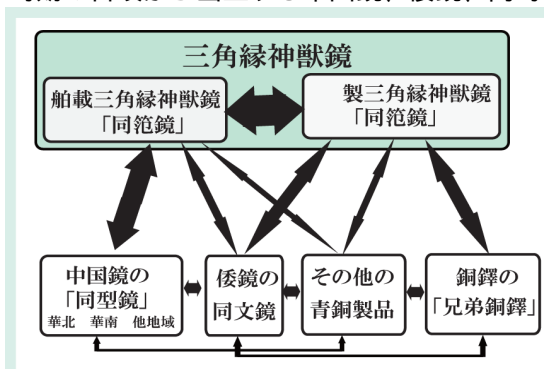 三角縁神獣鏡
舶載三角縁神獣鏡
「同笵鏡」
製三角縁神獣鏡
「同笵鏡」
中国鏡の
「同型鏡」
華北　華南　他地域
倭鏡の
同文鏡
その他の
青銅製品
銅鐸の
「兄弟銅鐸」